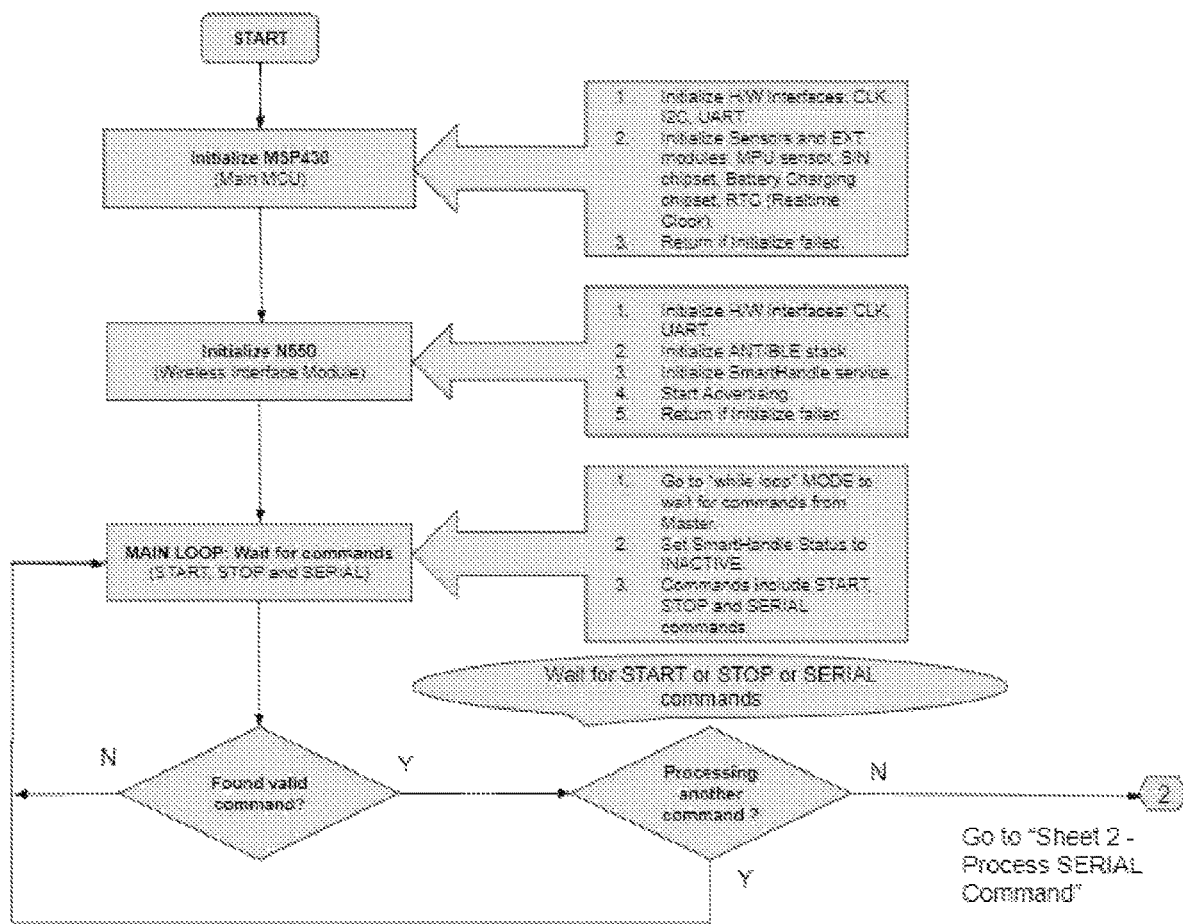 START
Initialize MSP430
(Main MCU)
1. Initialize H/W Interfaces: CLK,
I2C, UART.
2. Initialize Sensors and EXT
modules: MPU sensor, S/N
chipset, Battery Charging
chipset, RTC (Realtime
Clock).
3. Return if Initialize failed.
Initialize N550
(Wireless Interface Module)
1. Initialize H/W Interfaces: CLK,
UART.
2. Initialize ANT/BLE stack
3. Initialize SmartHandle service.
4. Start Advertising
5. Return if Initialize failed.
MAIN LOOP: Wait for commands
(START, STOP and SERIAL)
1. Go to "while loop" MODE to
wait for commands from
Master.
2. Set SmartHandle Status to
INACTIVE.
3. Commands include START,
STOP and SERIAL
commands
Wait for START or STOP or SERIAL
commands
N
Found valid
command?
Y
Processing
another
command ?
N
2
Y
Go to "Sheet 2 -
Process SERIAL
Command"